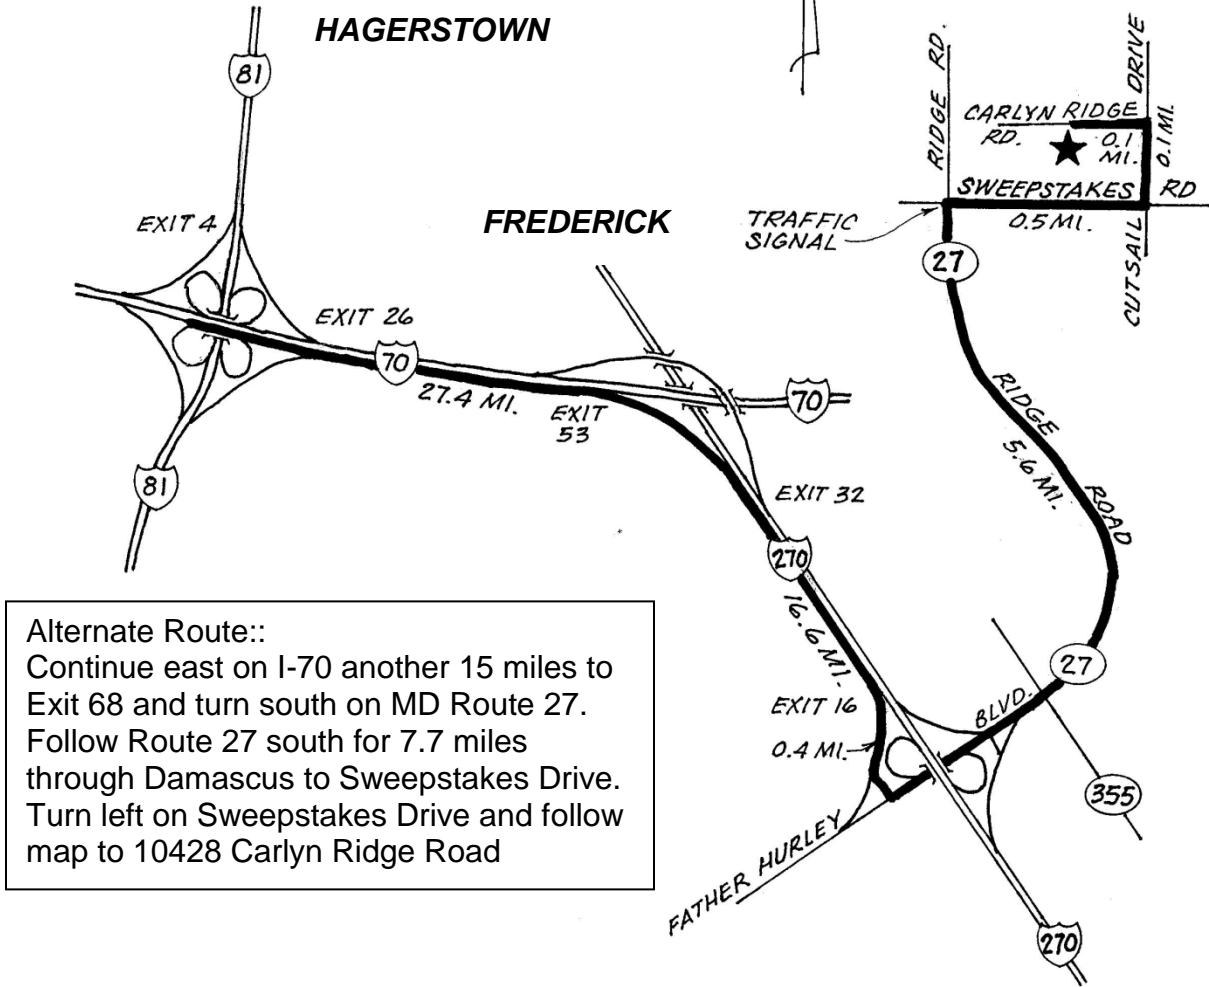 HAGERSTOWN
81
RIDGE RD.
DRIVE
CARLYN RIDGE
RD.
0.1
MI.
0.1 MI.
SWEEPSTAKES RD
0.5 MI.
EXIT 4
FREDERICK
TRAFFIC
SIGNAL
CUTSAIL
27
EXIT 26
70
27.4 MI.
EXIT
53
70
RIDGE
5.6 MI.
ROAD
81
EXIT 32
270
16.6 MI.
Alternate Route::
Continue east on I-70 another 15 miles to
Exit 68 and turn south on MD Route 27.
Follow Route 27 south for 7.7 miles
through Damascus to Sweepstakes Drive.
Turn left on Sweepstakes Drive and follow
map to 10428 Carlyn Ridge Road
27
EXIT 16
BLVD.
0.4 MI.
355
FATHER HURLEY
270